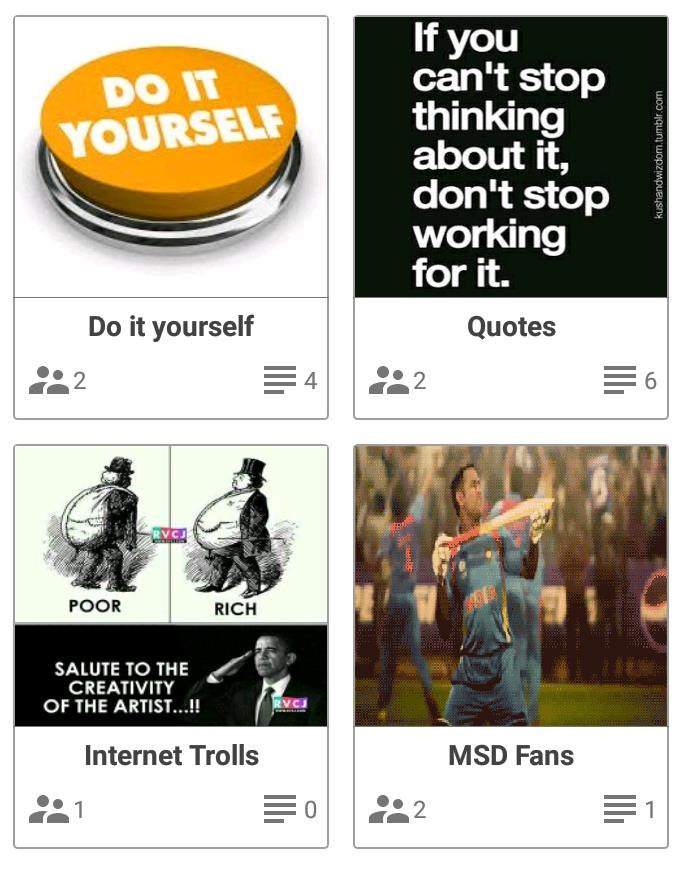 DO IT
YOURSELF
If you
can't stop
thinking
about it,
don't stop
working
for it.
kushandwizdom.tumblr.com
Do it yourself
2
4
Quotes
2
6
RVCJ
POOR
RICH
SALUTE TO THE
CREATIVITY
OF THE ARTIST...!!
RVCJ
Internet Trolls
1
0
MSD Fans
2
1